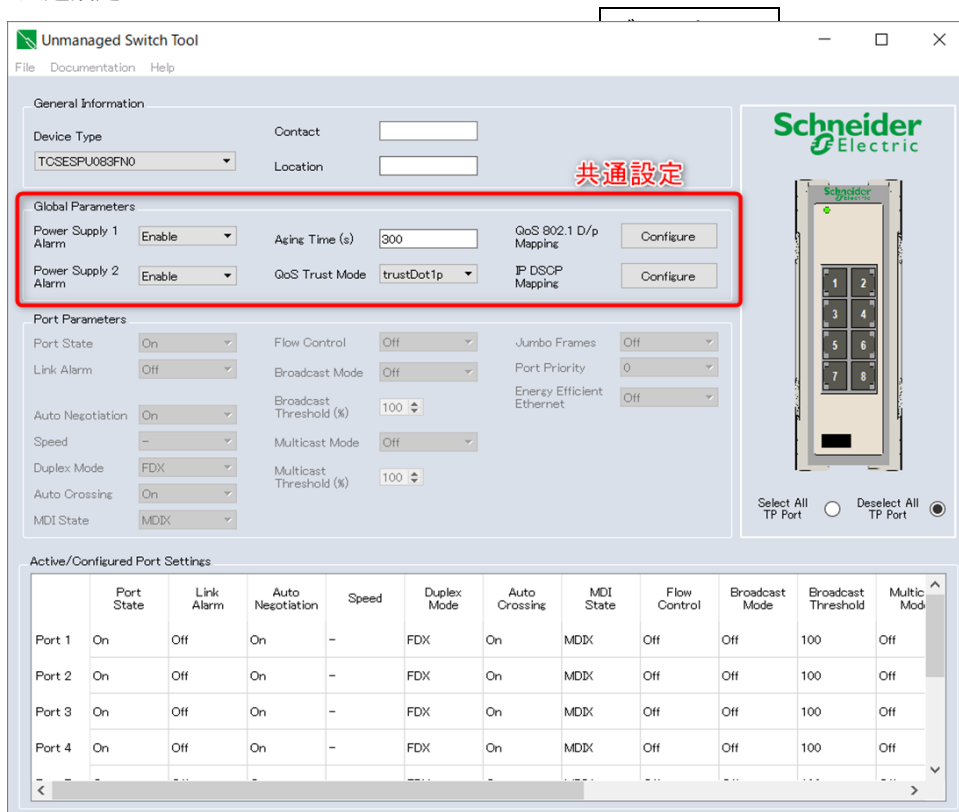 Unmanaged Switch Tool
File Documentation Help
General Information
Device Type
TCSESPU083FN0
Contact
Location
共通設定
Global Parameters
Power Supply 1
Alarm
Enable
Aging Time (s)
300
QoS 802.1 D/p
Mapping
Configure
Power Supply 2
Alarm
Enable
QoS Trust Mode
trustDot1p
IP DSCP
Mapping
Configure
Port Parameters
Port State
On
Flow Control
Off
Jumbo Frames
Off
Link Alarm
Off
Broadcast Mode
Off
Port Priority
0
Auto Negotiation
On
Broadcast
Threshold (%)
100
Energy Efficient
Ethernet
Off
Speed
-
Multicast Mode
Off
Duplex Mode
FDX
Multicast
Threshold (%)
100
Auto Crossing
On
MDI State
MDIX
Schneider
Electric
Schneider
Electric
1 2
3 4
5 6
7 8
Select All
TP Port
Deselect All
TP Port
Active/Configured Port Settings
Port State Link Alarm Auto Negotiation Speed Duplex Mode Auto Crossing MDI State Flow Control Broadcast Mode Broadcast Threshold
Port 1 On Off On - FDX On MDIX Off Off 100 Off
Port 2 On Off On - FDX On MDIX Off Off 100 Off
Port 3 On Off On - FDX On MDIX Off Off 100 Off
Port 4 On Off On - FDX On MDIX Off Off 100 Off